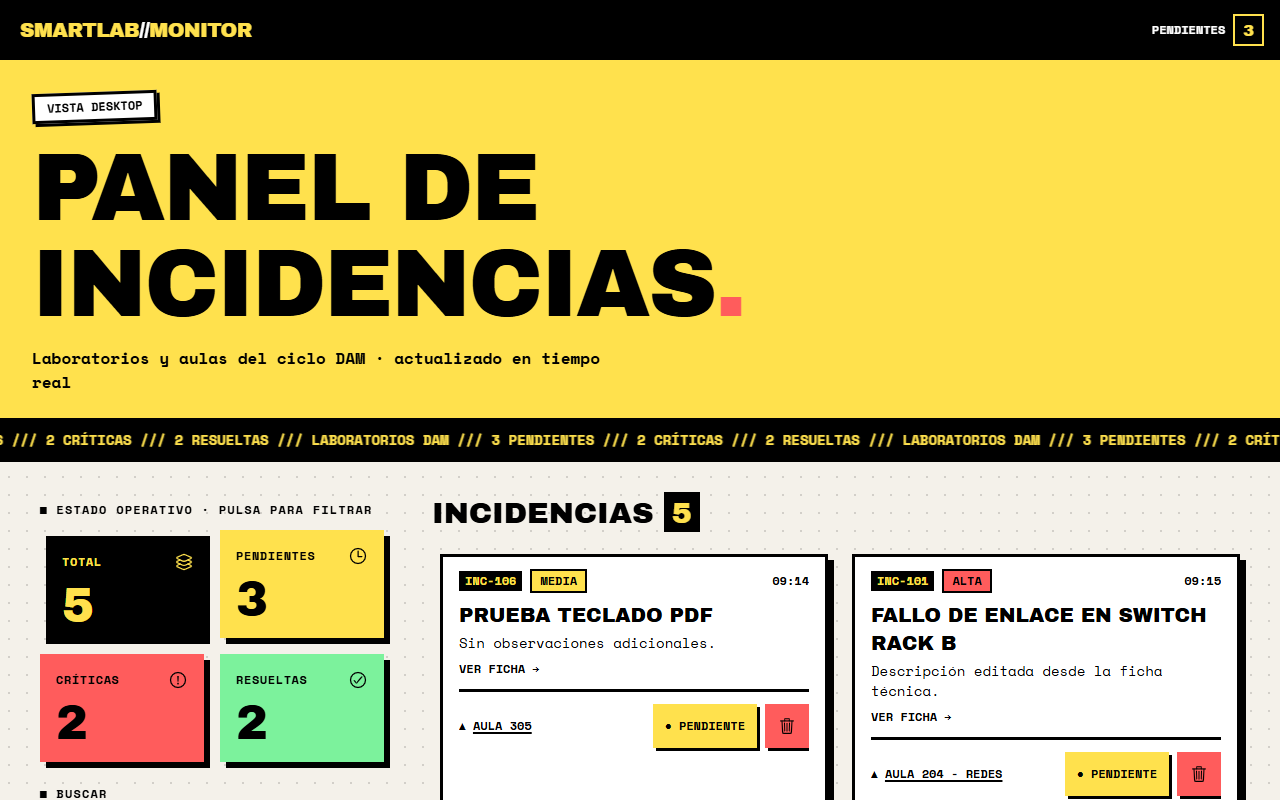 SMARTLAB//MONITOR
PENDIENTES 3
VISTA DESKTOP
PANEL DE
INCIDENCIAS.
Laboratorios y aulas del ciclo DAM · actualizado en tiempo
real
/// 2 CRÍTICAS /// 2 RESUELTAS /// LABORATORIOS DAM /// 3 PENDIENTES /// 2 CRÍTICAS /// 2 RESUELTAS /// LABORATORIOS DAM /// 3 PENDIENTES /// 2 CRÍT
■ ESTADO OPERATIVO · PULSA PARA FILTRAR
TOTAL
5
PENDIENTES
3
CRÍTICAS
2
RESUELTAS
2
■ BUSCAR
INCIDENCIAS 5
INC-106 MEDIA 09:14
PRUEBA TECLADO PDF
Sin observaciones adicionales.
VER FICHA →
▲ AULA 305 ● PENDIENTE
INC-101 ALTA 09:15
FALLO DE ENLACE EN SWITCH
RACK B
Descripción editada desde la ficha
técnica.
VER FICHA →
▲ AULA 204 - REDES ● PENDIENTE